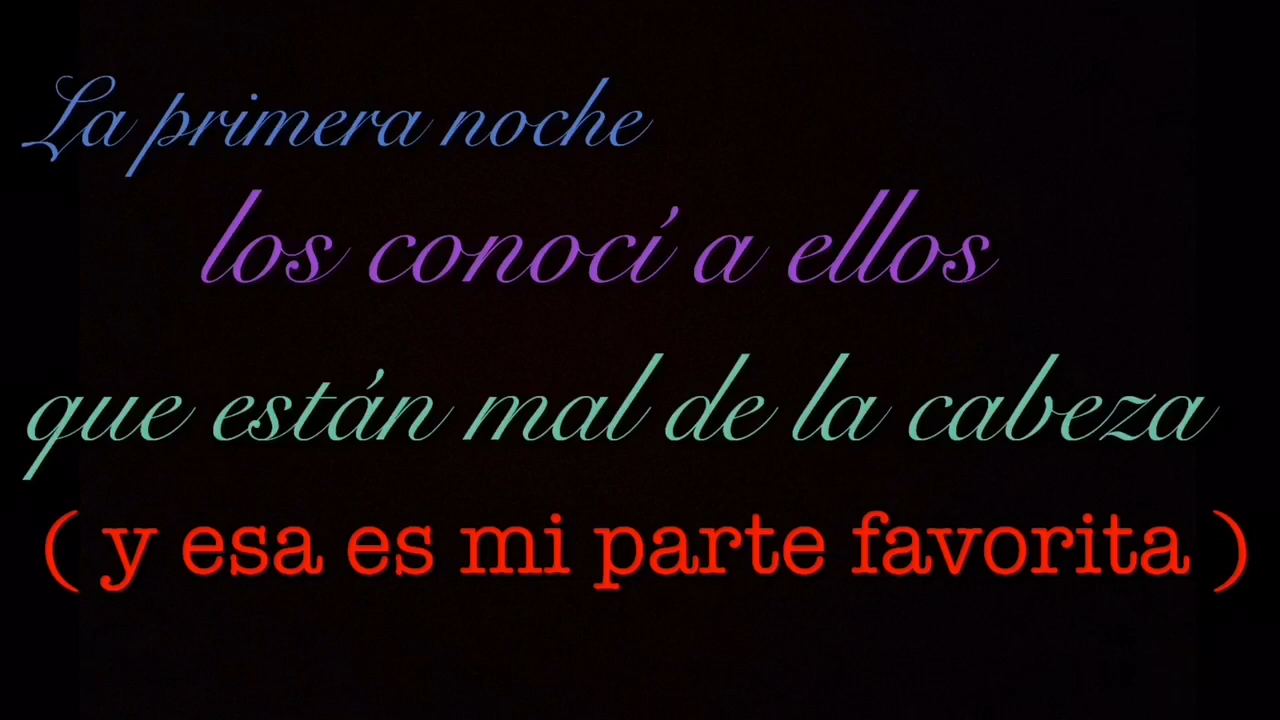 La primera noche
los conocí a ellos
que están mal de la cabeza
( y esa es mi parte favorita )